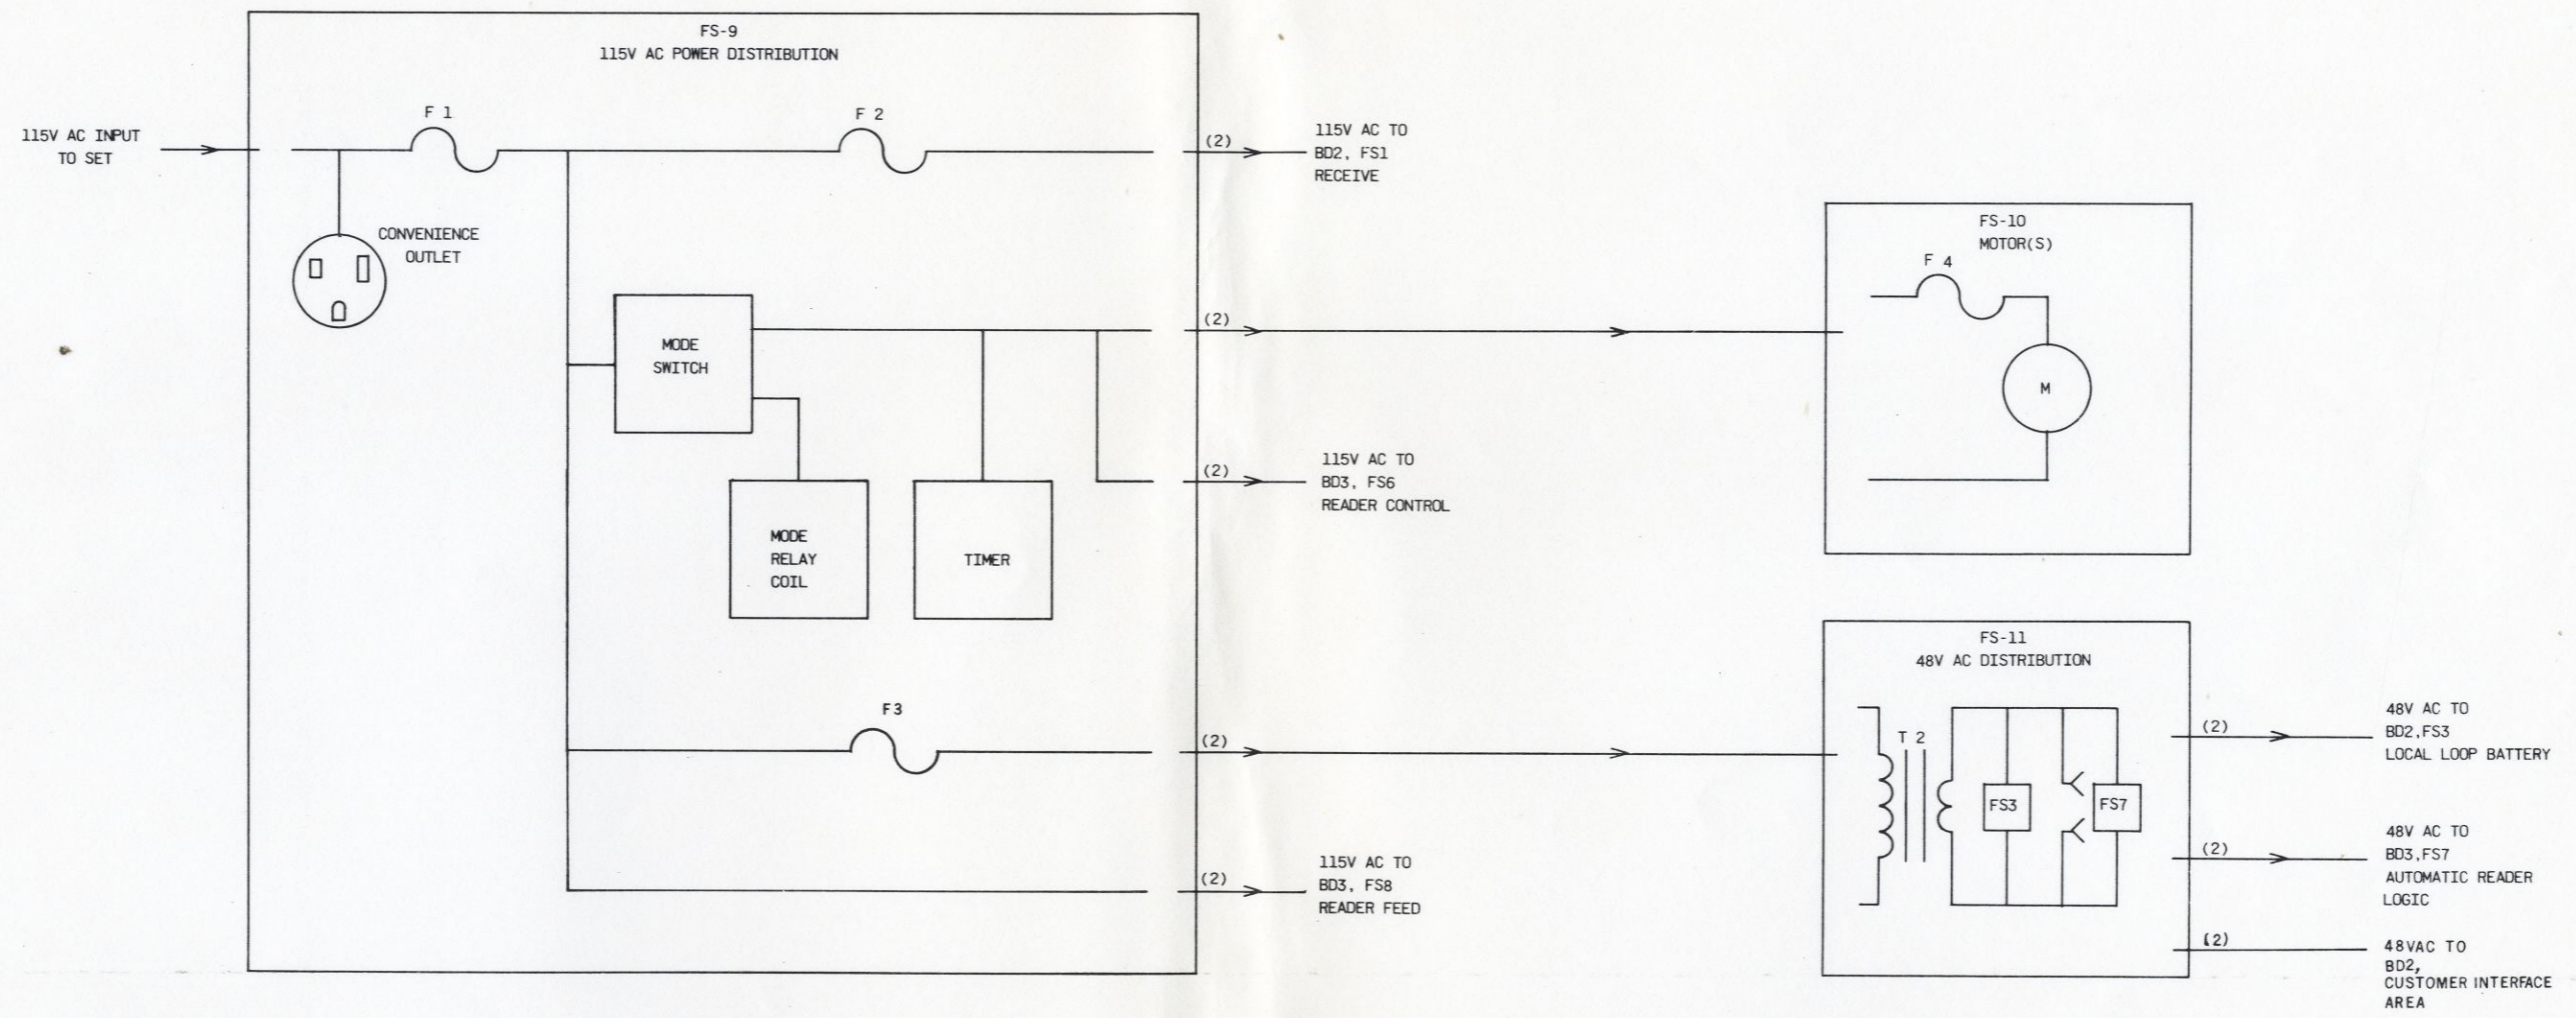 FS-9
115V AC POWER DISTRIBUTION
F 1
F 2
115V AC INPUT
TO SET
(2)
115V AC TO
BD2, FS1
RECEIVE
CONVENIENCE
OUTLET
MODE
SWITCH
(2)
FS-10
MOTOR(S)
F 4
M
(2)
115V AC TO
BD3, FS6
READER CONTROL
MODE
RELAY
COIL
TIMER
F3
(2)
FS-11
48V AC DISTRIBUTION
T 2
FS3
FS7
(2)
48V AC TO
BD2,FS3
LOCAL LOOP BATTERY
(2)
115V AC TO
BD3, FS8
READER FEED
(2)
48V AC TO
BD3,FS7
AUTOMATIC READER
LOGIC
(2)
48VAC TO
BD2,
CUSTOMER INTERFACE
AREA